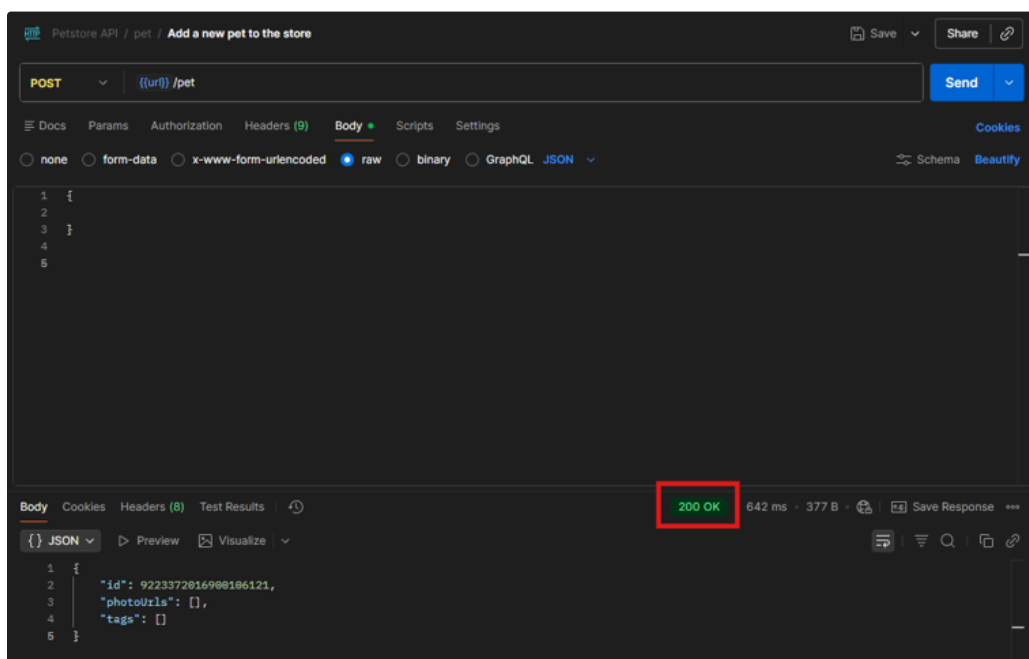 HTTP Petstore API / pet / Add a new pet to the store Save Share
POST {{url}} /pet Send
Docs Params Authorization Headers (9) Body Scripts Settings Cookies
none form-data x-www-form-urlencoded raw binary GraphQL JSON Schema Beautify
1 {
2
3 }
4
5
Body Cookies Headers (8) Test Results 200 OK 642 ms 377 B e.g. Save Response
{} JSON Preview Visualize
1 {
2 "id": 9223372016900106121,
3 "photoUrls": [],
4 "tags": []
5 }